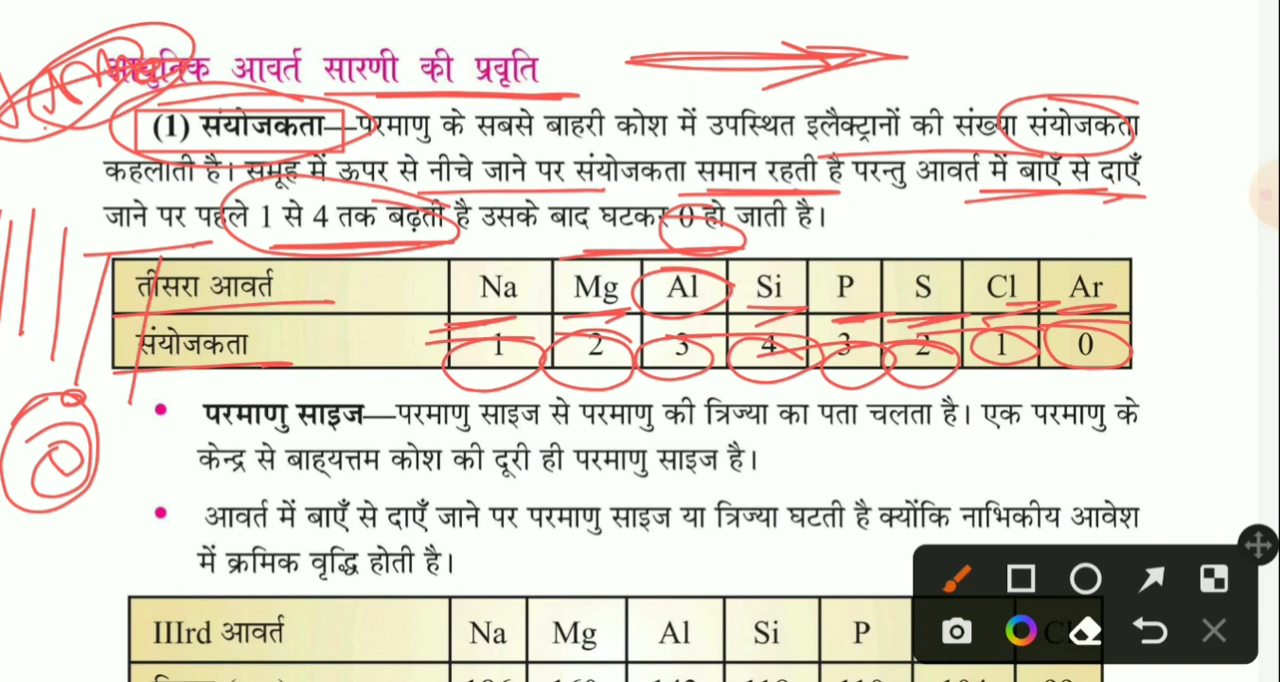 आधुनिक आवर्त सारणी की प्रवृति
(1) संयोजकता—परमाणु के सबसे बाहरी कोश में उपस्थित इलैक्ट्रानों की संख्या संयोजकता
कहलाती है। समूह में ऊपर से नीचे जाने पर संयोजकता समान रहती है परन्तु आवर्त में बाएँ से दाएँ
जाने पर पहले 1 से 4 तक बढ़ती है उसके बाद घटकर 0 हो जाती है।
तीसरा आवर्त Na Mg Al Si P S Cl Ar
संयोजकता 1 2 3 4 3 2 1 0
• परमाणु साइज—परमाणु साइज से परमाणु की त्रिज्या का पता चलता है। एक परमाणु के
केन्द्र से बाह्यत्तम कोश की दूरी ही परमाणु साइज है।
• आवर्त में बाएँ से दाएँ जाने पर परमाणु साइज या त्रिज्या घटती है क्योंकि नाभिकीय आवेश
में क्रमिक वृद्धि होती है।
IIIrd आवर्त Na Mg Al Si P